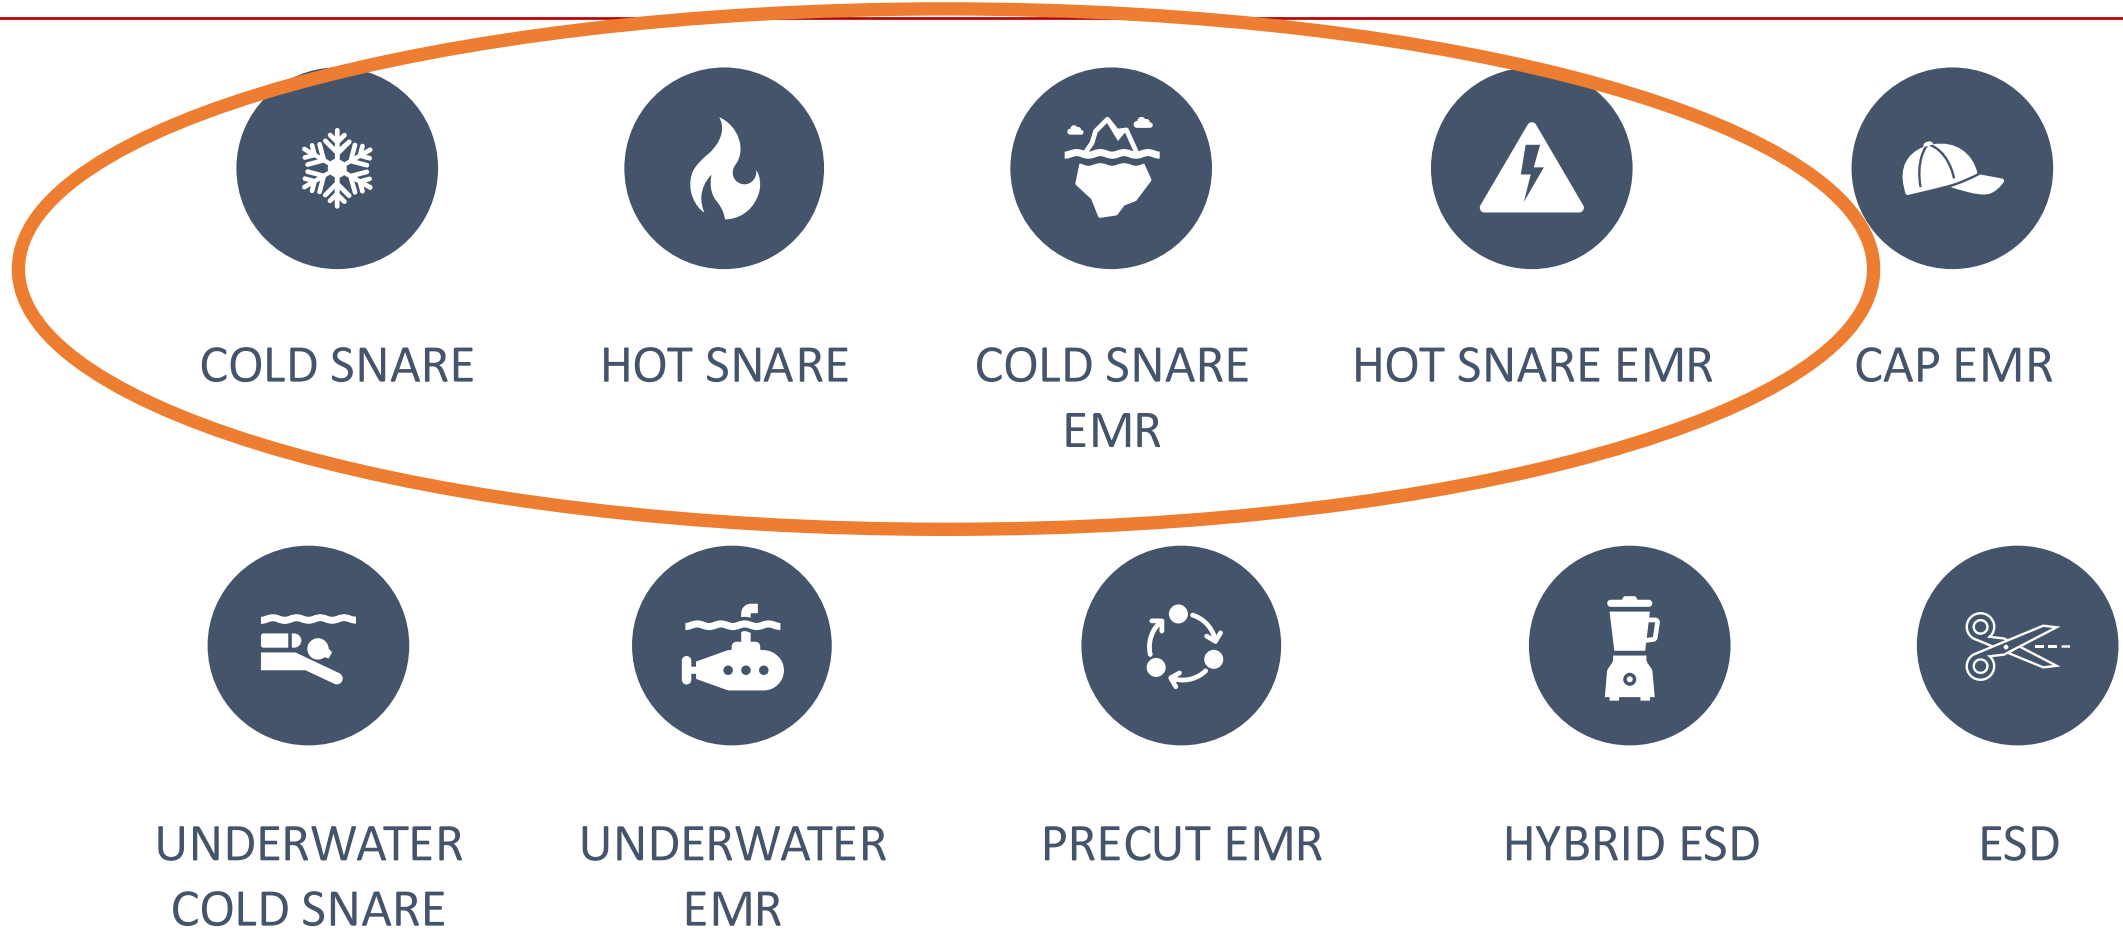 COLD SNARE
HOT SNARE
COLD SNARE
EMR
HOT SNARE EMR
CAP EMR
UNDERWATER
COLD SNARE
UNDERWATER
EMR
PRECUT EMR
HYBRID ESD
ESD